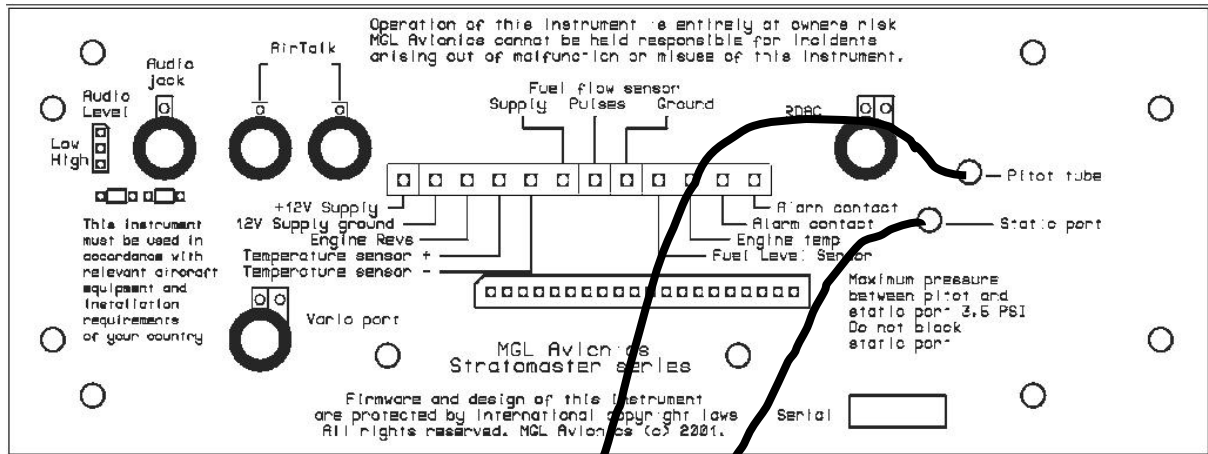 Operation of this instrument is entirely at owners risk
MGL Avionics cannot be held responsible for incidents
arising out of malfunction or misuse of this instrument.
AirTalk
Audio
jack
Audio
Level
Low
High
Fuel flow sensor
Supply Pulses Ground
RDAC
Pitot tube
Static port
+12V Supply
12V Supply ground
Engine Revs
Temperature sensor +
Temperature sensor -
Alarm contact
Alarm contact
Engine temp
Fuel Level Sensor
This instrument
must be used in
accordance with
relevant aircraft
equipment and
installation
requirements
of your country
Vario port
Maximum pressure
between pitot and
static port 3.6 PSI
Do not block
static port
MGL Avionics
Stratomaster series
Firmware and design of this instrument
are protected by international copyright laws
All rights reserved. MGL Avionics (c) 2001.
Serial